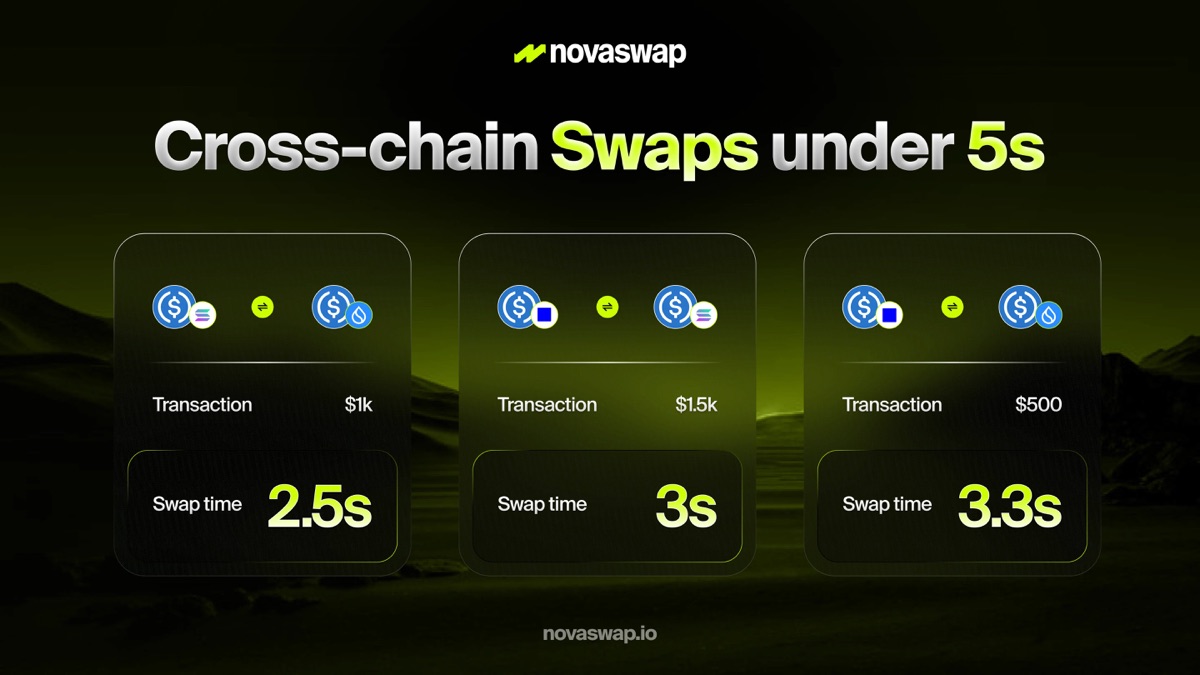 novaswap
Cross-chain Swaps under 5s
Transaction $1k
Swap time 2.5s
Transaction $1.5k
Swap time 3s
Transaction $500
Swap time 3.3s
novaswap.io